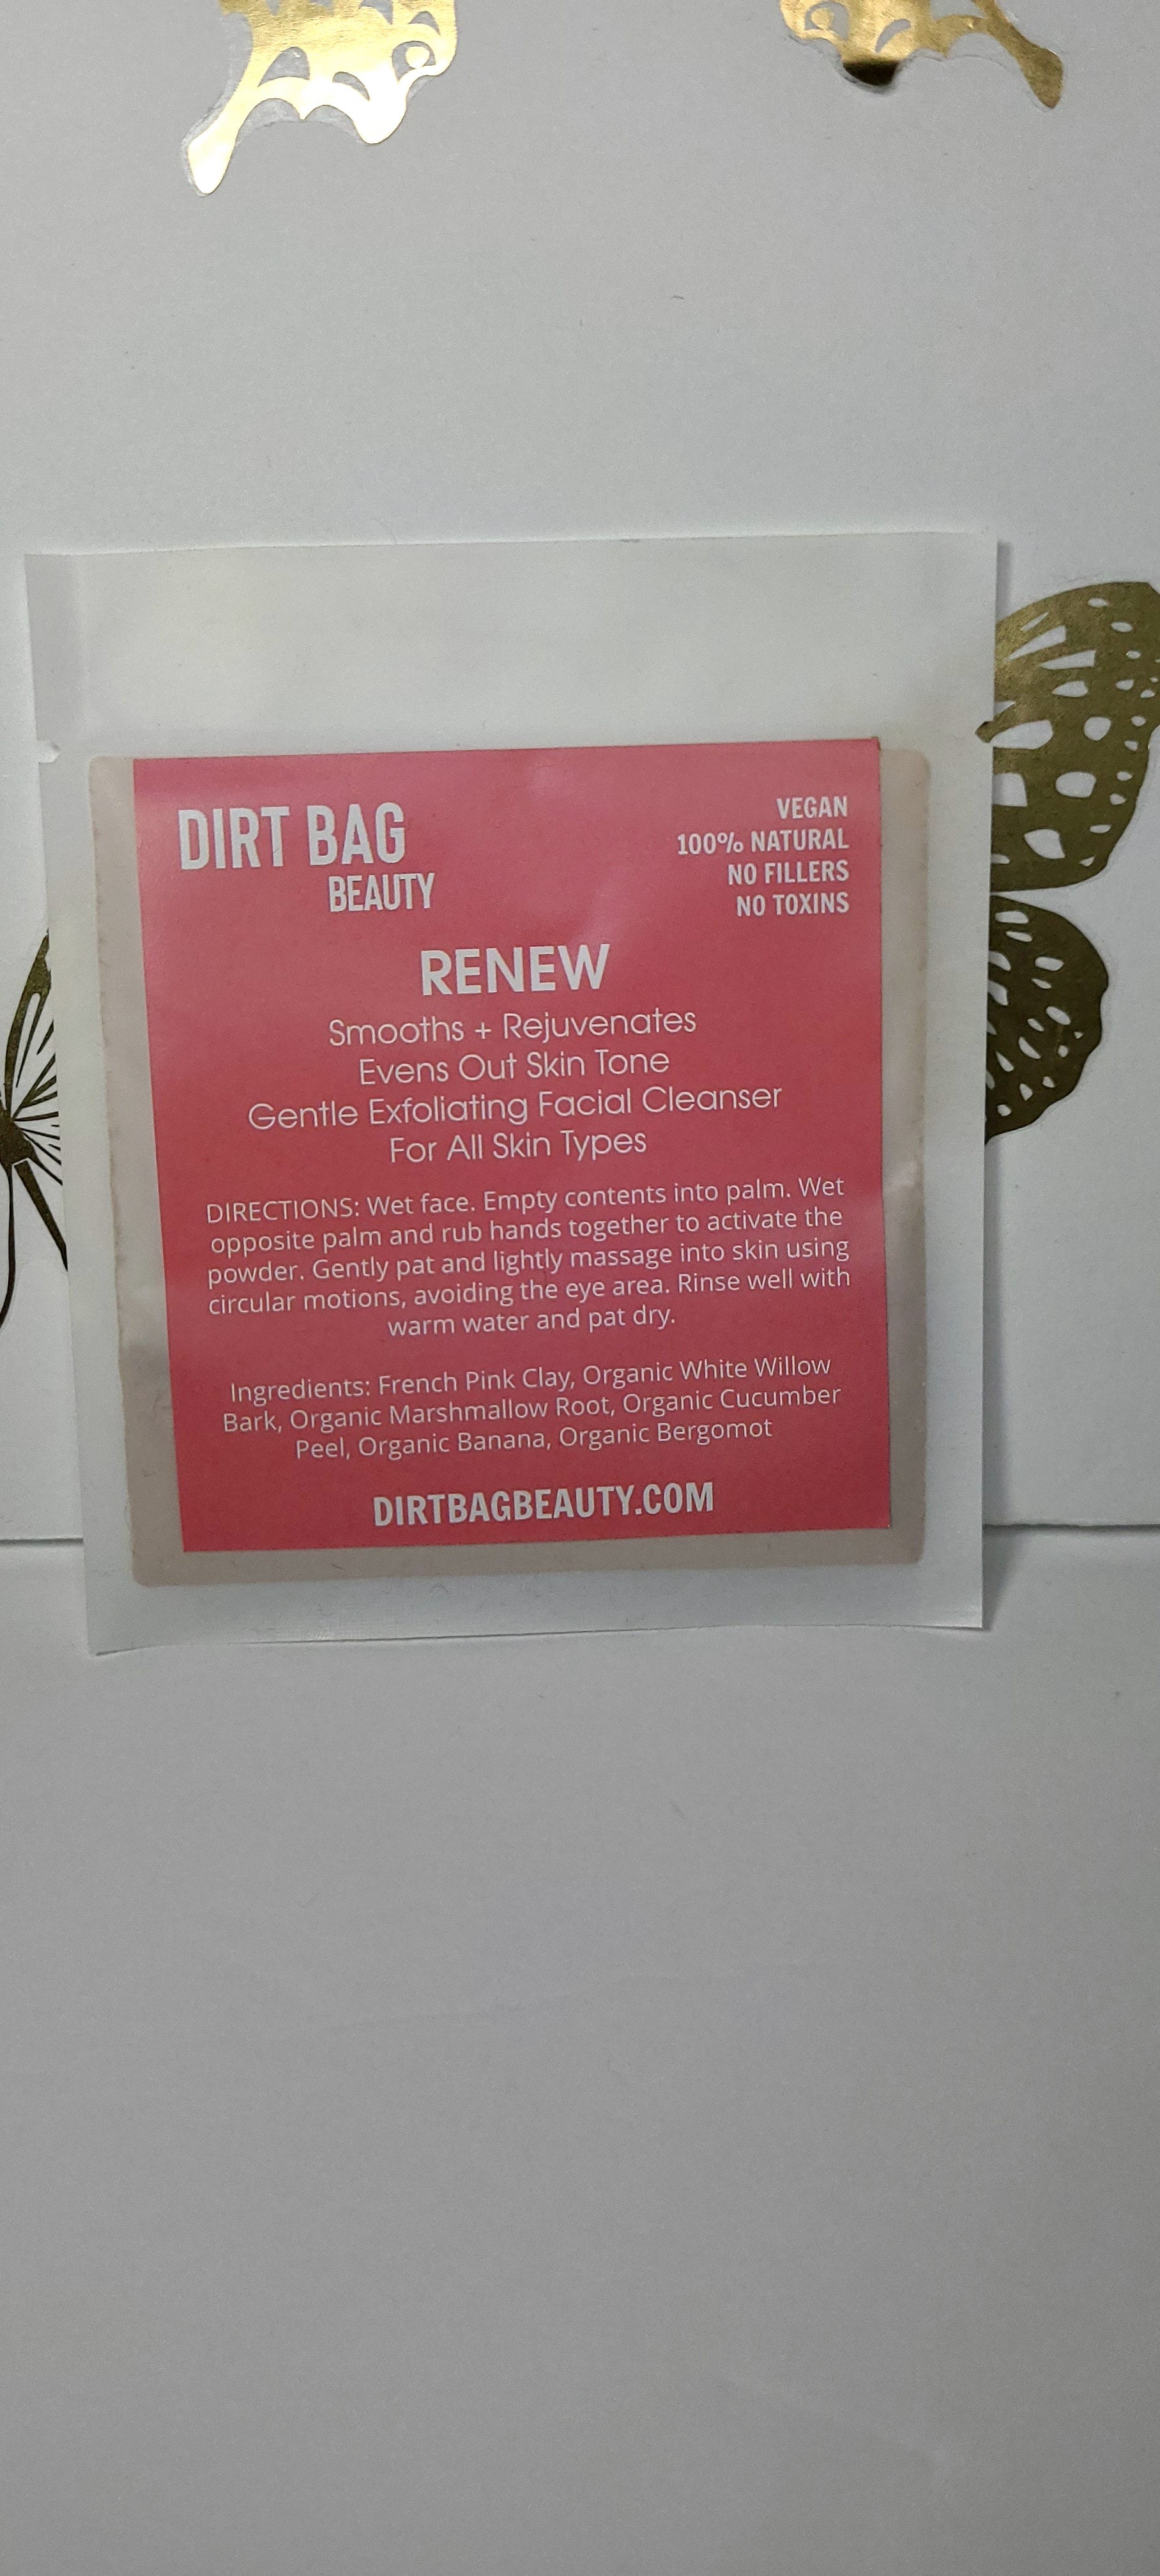 DIRT BAG
BEAUTY
VEGAN
100% NATURAL
NO FILLERS
NO TOXINS
RENEW
Smooths + Rejuvenates
Evens Out Skin Tone
Gentle Exfoliating Facial Cleanser
For All Skin Types
DIRECTIONS: Wet face. Empty contents into palm. Wet
opposite palm and rub hands together to activate the
powder. Gently pat and lightly massage into skin using
circular motions, avoiding the eye area. Rinse well with
warm water and pat dry.
Ingredients: French Pink Clay, Organic White Willow
Bark, Organic Marshmallow Root, Organic Cucumber
Peel, Organic Banana, Organic Bergomot
DIRTBAGBEAUTY.COM